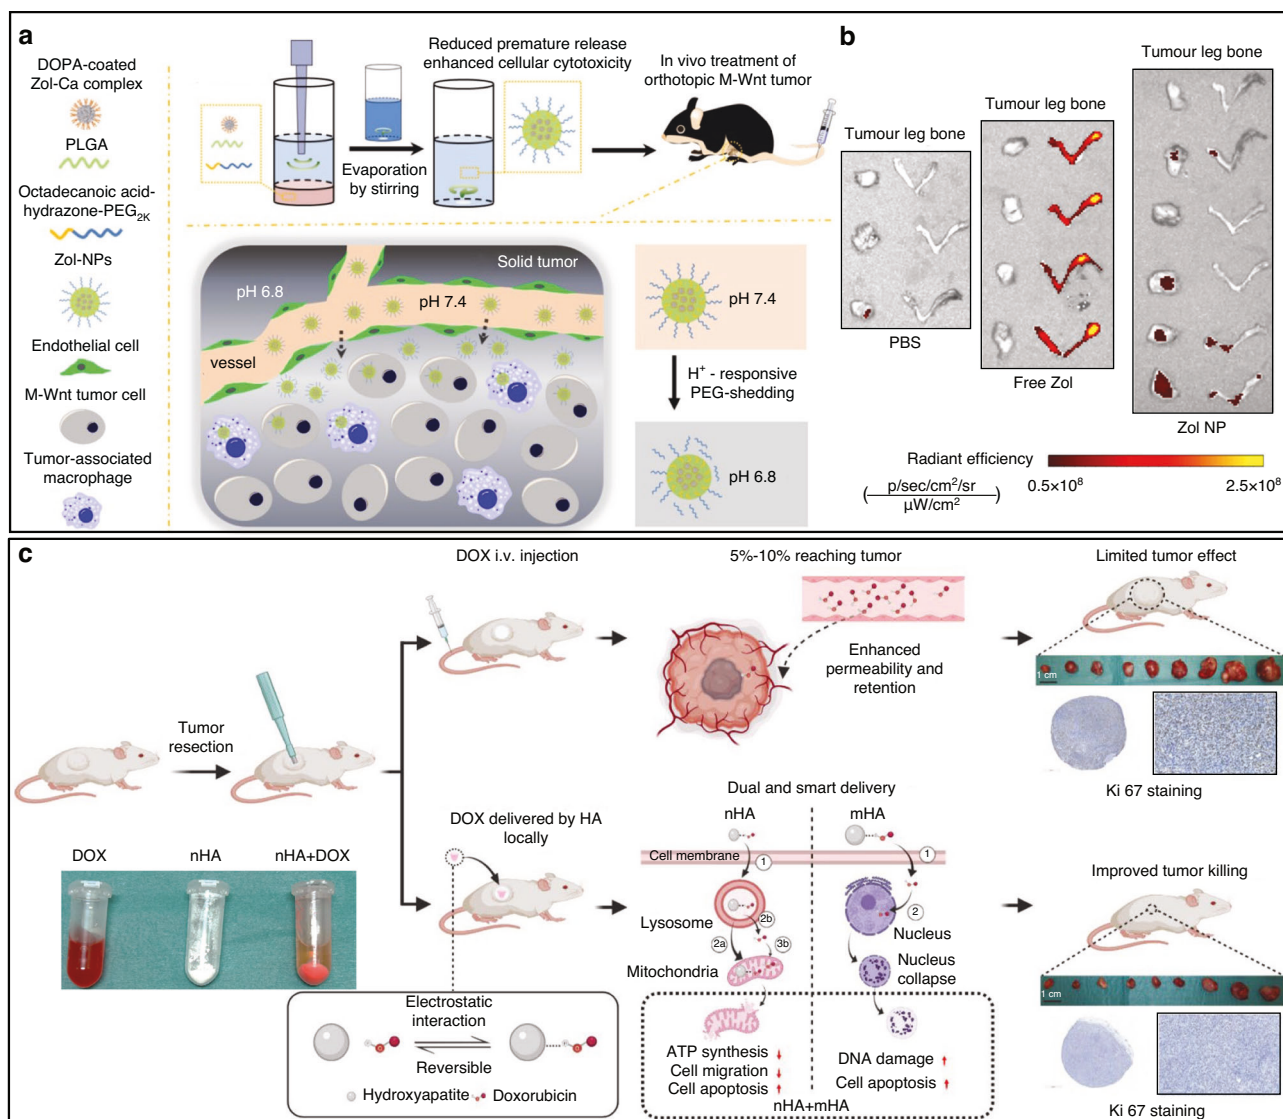 a
DOPA-coated
Zol-Ca complex
PLGA
Octadecanoic acid-
hydrazone-PEG2K
Zol-NPs
Endothelial cell
M-Wnt tumor cell
Tumor-associated
macrophage
Evaporation
by stirring
Reduced premature release
enhanced cellular cytotoxicity
In vivo treatment of
orthotopic M-Wnt tumor
Solid tumor
pH 6.8
pH 7.4
vessel
pH 7.4
H+ - responsive
PEG-shedding
pH 6.8
b
Tumour leg bone
PBS
Tumour leg bone
Free Zol
Tumour leg bone
Zol NP
Radiant efficiency
(p/sec/cm2/sr
μW/cm2)
0.5×108
2.5×108
c
Tumor
resection
DOX
nHA
nHA+DOX
DOX i.v. injection
5%-10% reaching tumor
Enhanced
permeability and
retention
Limited tumor effect
1 cm
Ki 67 staining
DOX delivered by HA
locally
Electrostatic
interaction
Reversible
Hydroxyapatite
Doxorubicin
Dual and smart delivery
nHA
mHA
Cell membrane
1
1
Lysosome
2b
2
2a
3b
Nucleus
Mitochondria
Nucleus
collapse
ATP synthesis
Cell migration
Cell apoptosis
DNA damage
Cell apoptosis
nHA+mHA
Improved tumor killing
1 cm
Ki 67 staining